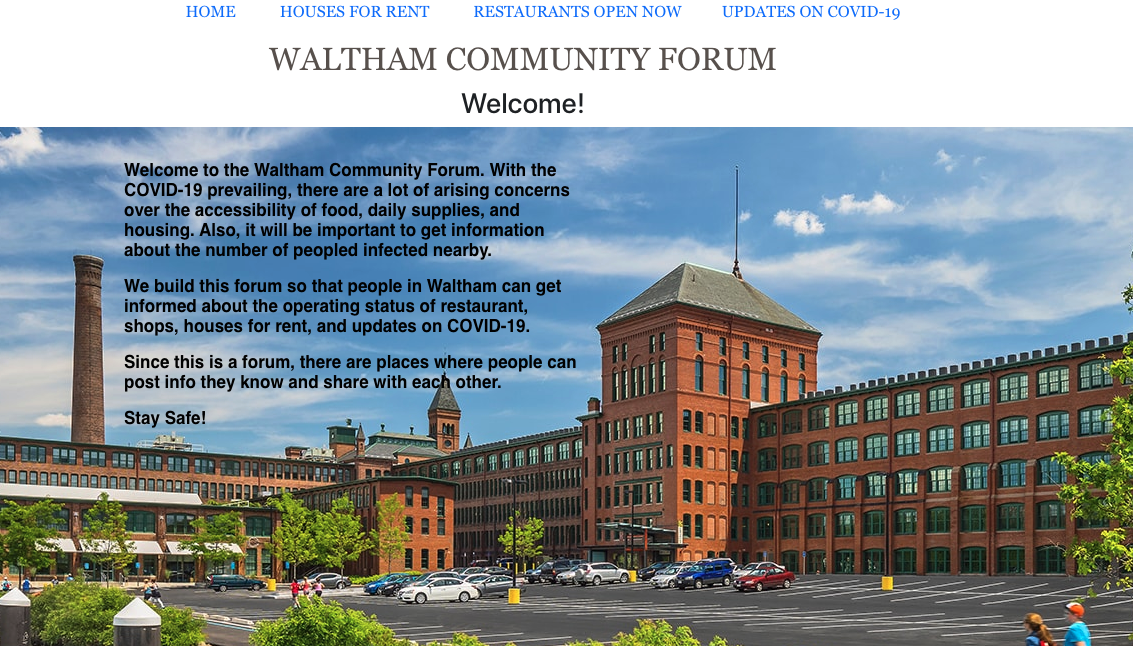 HOME HOUSES FOR RENT RESTAURANTS OPEN NOW UPDATES ON COVID-19
WALTHAM COMMUNITY FORUM
Welcome!
Welcome to the Waltham Community Forum. With the
COVID-19 prevailing, there are a lot of arising concerns
over the accessibility of food, daily supplies, and
housing. Also, it will be important to get information
about the number of peopled infected nearby.
We build this forum so that people in Waltham can get
informed about the operating status of restaurant,
shops, houses for rent, and updates on COVID-19.
Since this is a forum, there are places where people can
post info they know and share with each other.
Stay Safe!